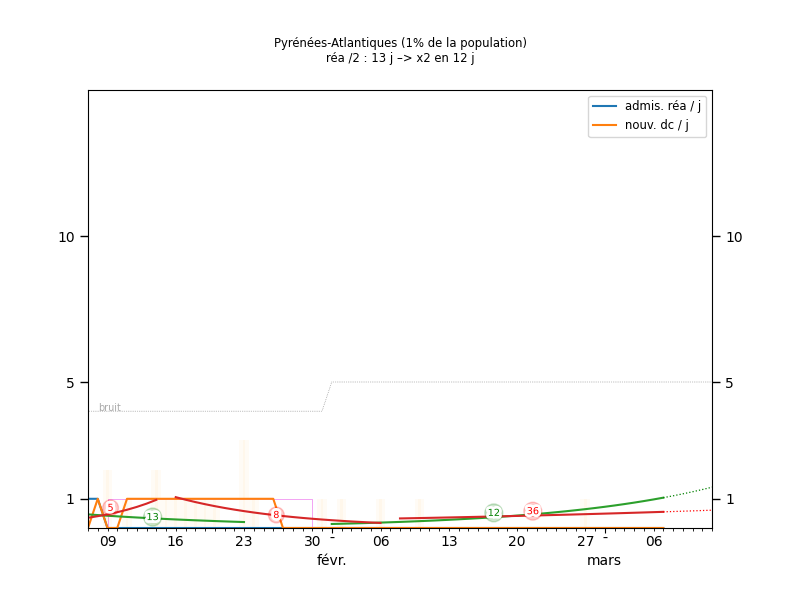 Pyrénées-Atlantiques (1% de la population)
réa /2 : 13 j –> x2 en 12 j
admis. réa / j
nouv. dc / j
10 10
5 5
bruit
1 1
5 13 8 12 36
09 16 23 30 - 06 13 20 27 - 06
févr. mars